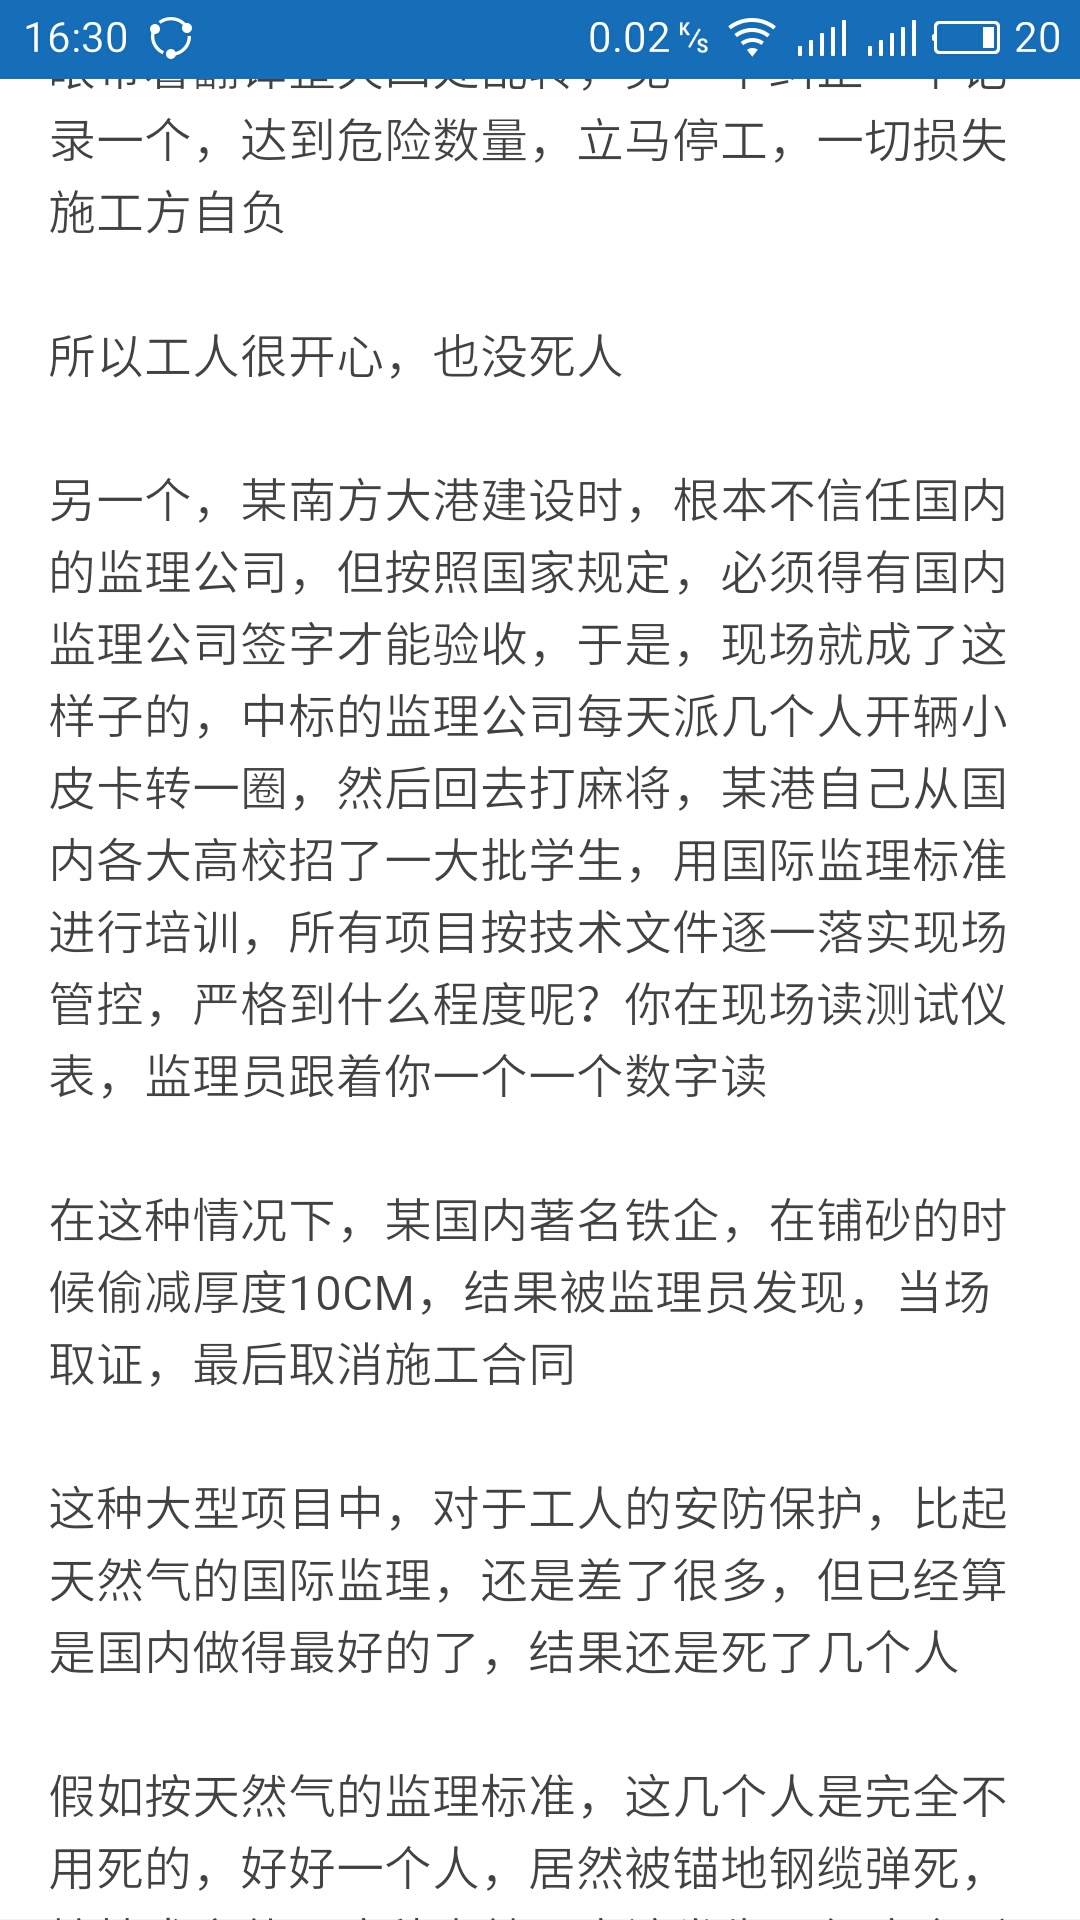 16:30 0.02 K/s 20
录一个，达到危险数量，立马停工，一切损失
施工方自负
所以工人很开心，也没死人
另一个，某南方大港建设时，根本不信任国内
的监理公司，但按照国家规定，必须得有国内
监理公司签字才能验收，于是，现场就成了这
样子的，中标的监理公司每天派几个人开辆小
皮卡转一圈，然后回去打麻将，某港自己从国
内各大高校招了一大批学生，用国际监理标准
进行培训，所有项目按技术文件逐一落实现场
管控，严格到什么程度呢？你在现场读测试仪
表，监理员跟着你一个一个数字读
在这种情况下，某国内著名铁企，在铺砂的时
候偷减厚度10CM，结果被监理员发现，当场
取证，最后取消施工合同
这种大型项目中，对于工人的安防保护，比起
天然气的国际监理，还是差了很多，但已经算
是国内做得最好的了，结果还是死了几个人
假如按天然气的监理标准，这几个人是完全不
用死的，好好一个人，居然被锚地钢缆弹死，